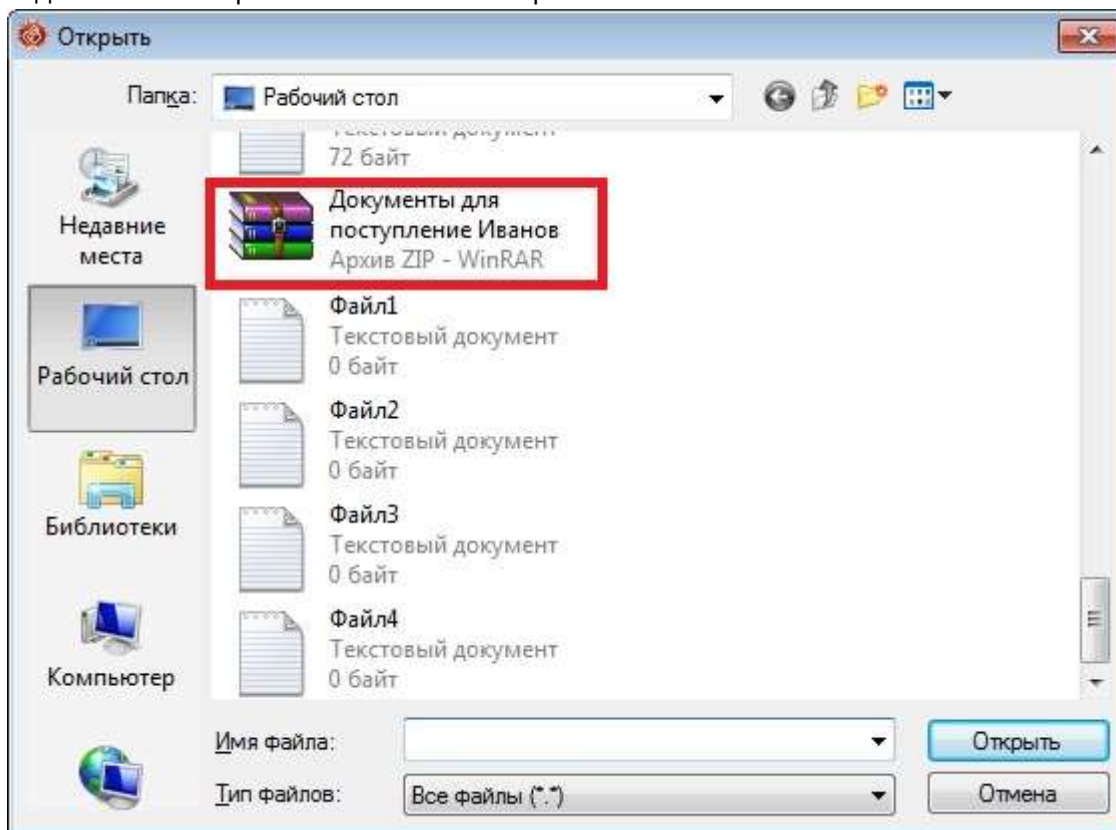 Открыть
Папка:
Рабочий стол
Текстовый документ
72 байт
Документы для
поступление Иванов
Архив ZIP - WinRAR
Файл1
Текстовый документ
0 байт
Файл2
Текстовый документ
0 байт
Файл3
Текстовый документ
0 байт
Файл4
Текстовый документ
0 байт
Недавние
места
Рабочий стол
Библиотеки
Компьютер
Имя файла:
Открыть
Тип файлов:
Все файлы (*.*)
Отмена